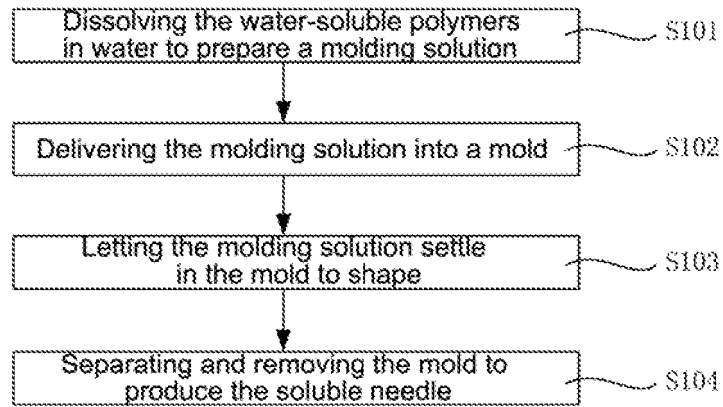 Dissolving the water-soluble polymers
in water to prepare a molding solution
S101
Delivering the molding solution into a mold
S102
Letting the molding solution settle
in the mold to shape
S103
Separating and removing the mold to
produce the soluble needle
S104